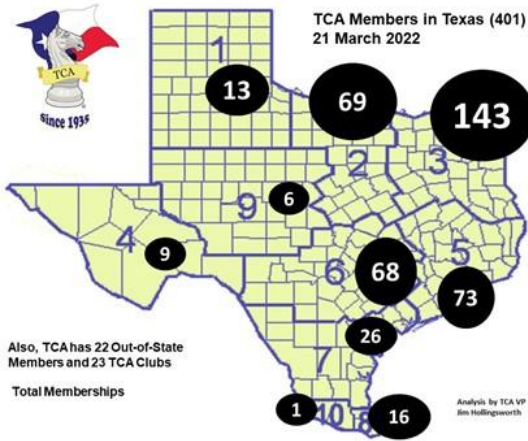 TCA Members in Texas (401)
21 March 2022
TCA
since 1935
1
13
69
143
2
3
9
6
4
9
6
68
5
73
26
7
Also, TCA has 22 Out-of-State
Members and 23 TCA Clubs
Total Memberships
1
10
8
16
Analysis by TCA VP
Jim Hollingsworth